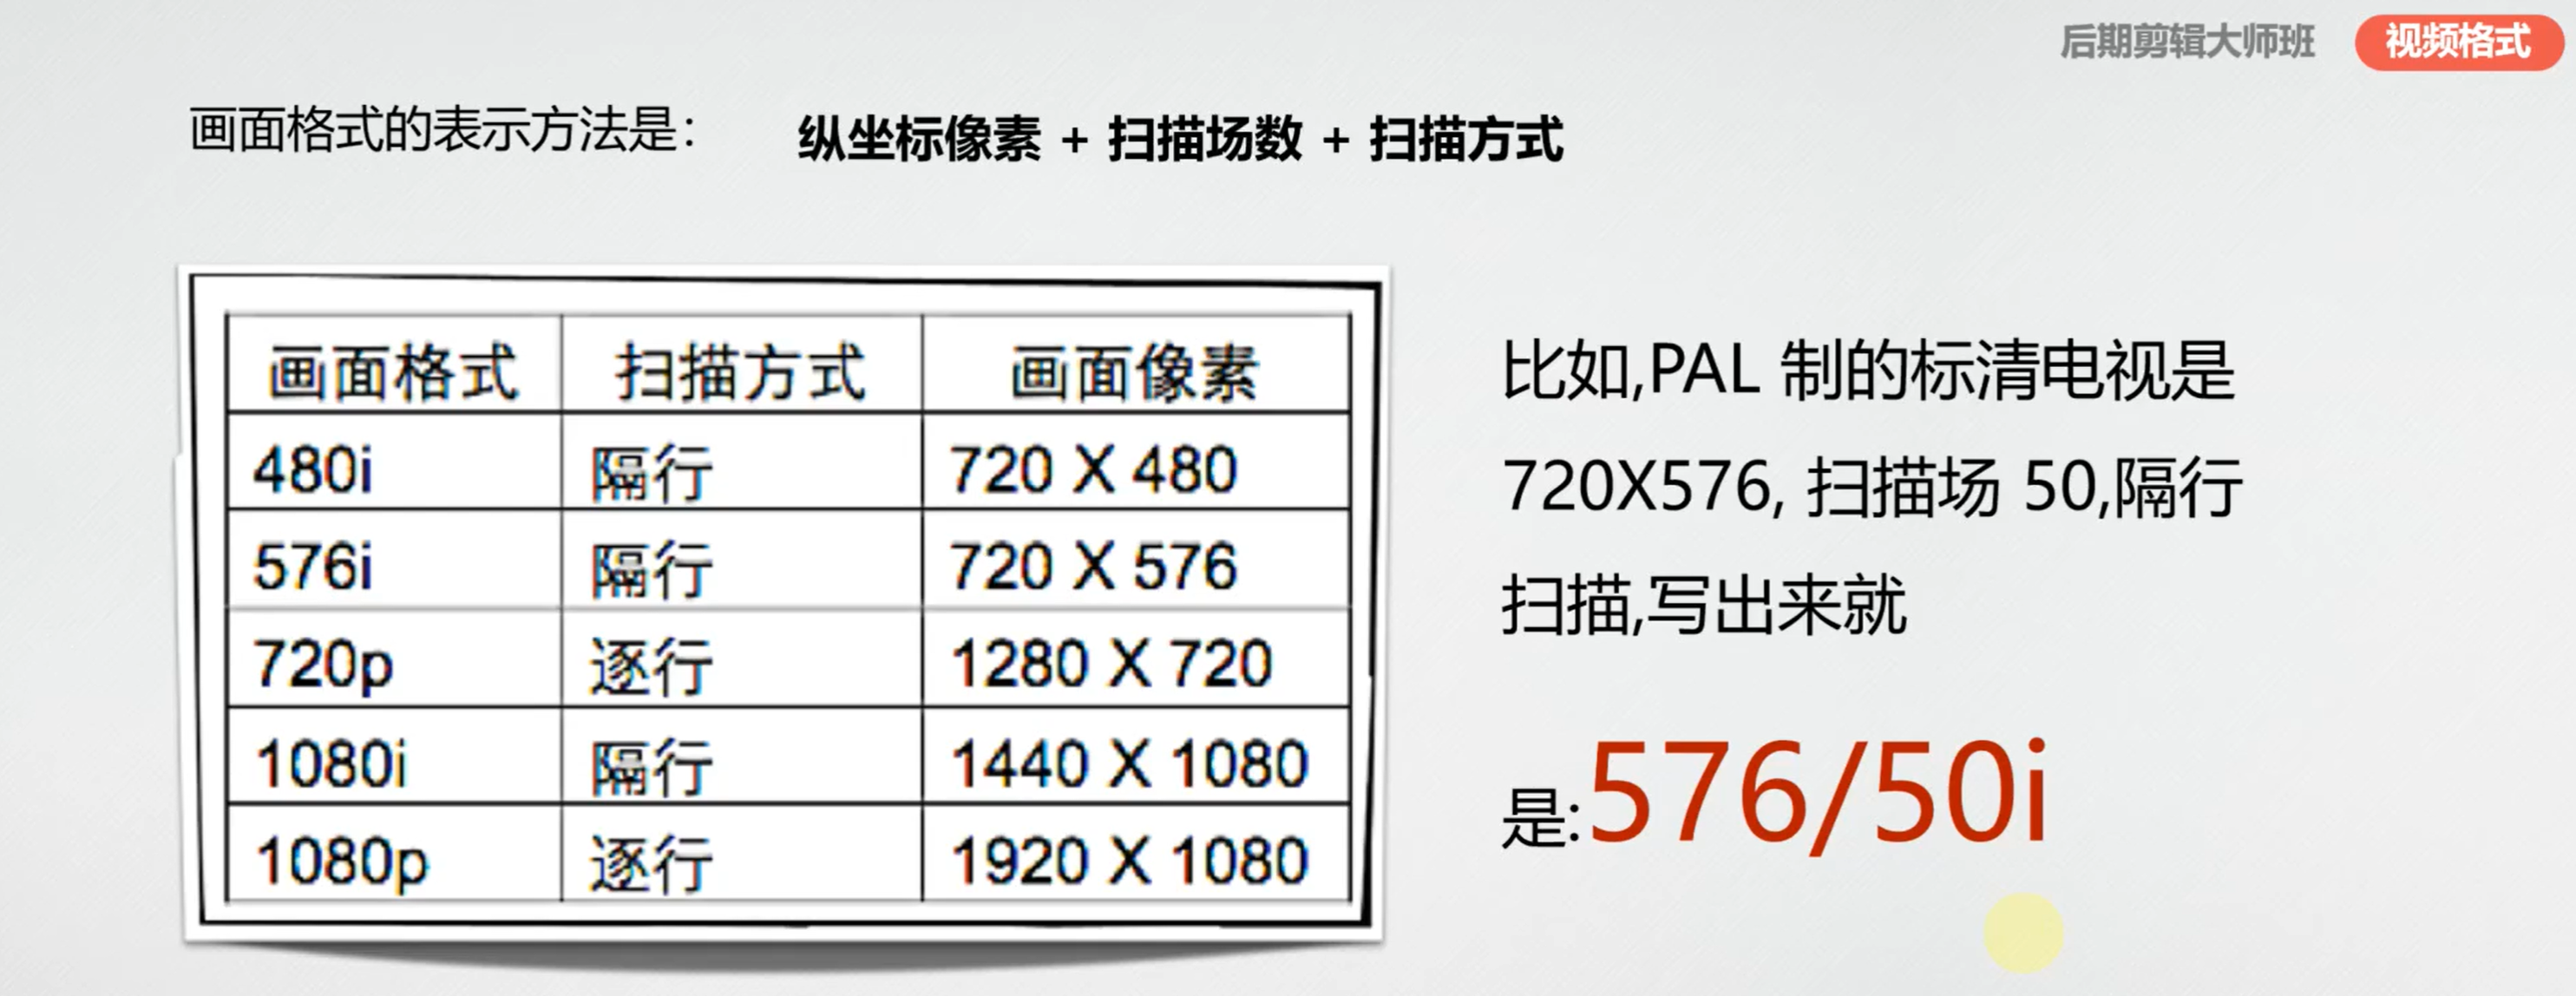 后期剪辑大师班 视频格式
画面格式的表示方法是： 纵坐标像素 + 扫描场数 + 扫描方式
画面格式 扫描方式 画面像素
480i 隔行 720 X 480
576i 隔行 720 X 576
720p 逐行 1280 X 720
1080i 隔行 1440 X 1080
1080p 逐行 1920 X 1080
比如,PAL 制的标清电视是
720X576, 扫描场 50,隔行
扫描,写出来就
是:576/50i